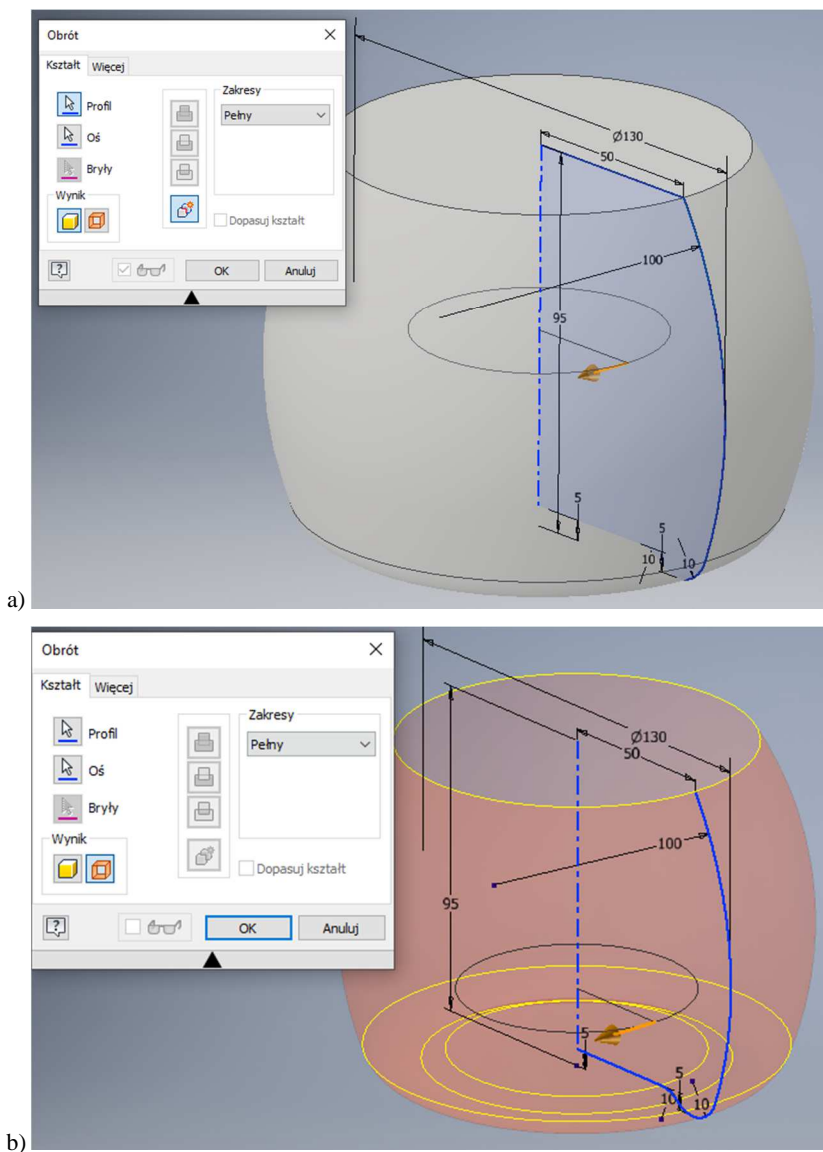 Obrót
Kształt Więcej
Profil
Oś
Bryły
Wynik
Zakresy
Pełny
Dopasuj kształt
OK Anuluj
Ø130
50
100
95
5
5
10 10
a)
Obrót
Kształt Więcej
Profil
Oś
Bryły
Wynik
Zakresy
Pełny
Dopasuj kształt
OK Anuluj
Ø130
50
100
95
5
5
10 10
b)